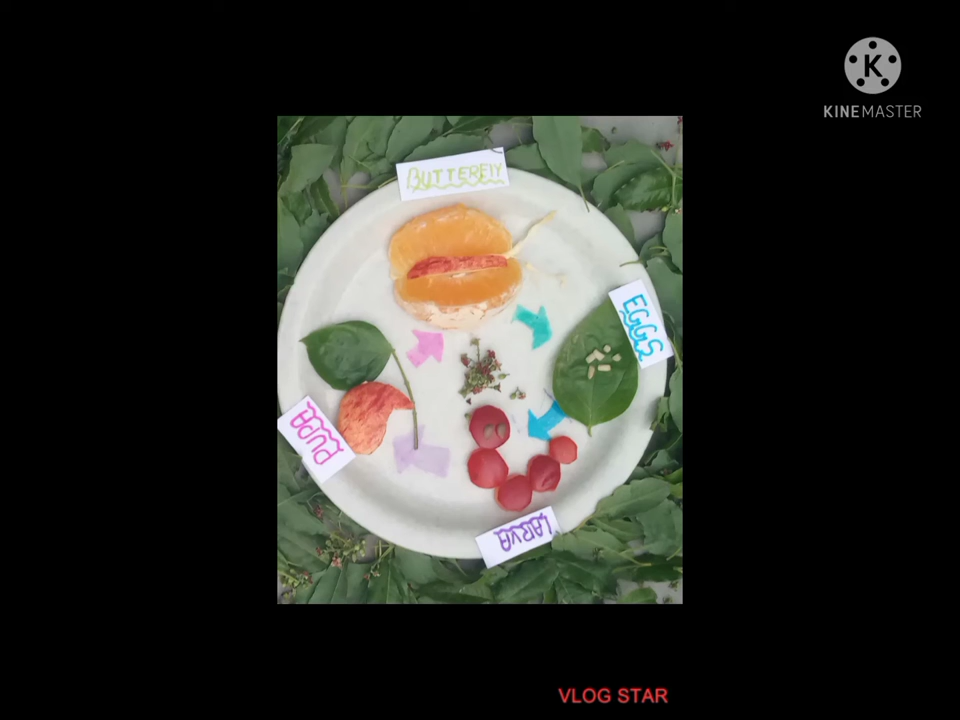 KINEMASTER
BUTTERFLY
EGGS
PUPA
LARVA
VLOG STAR